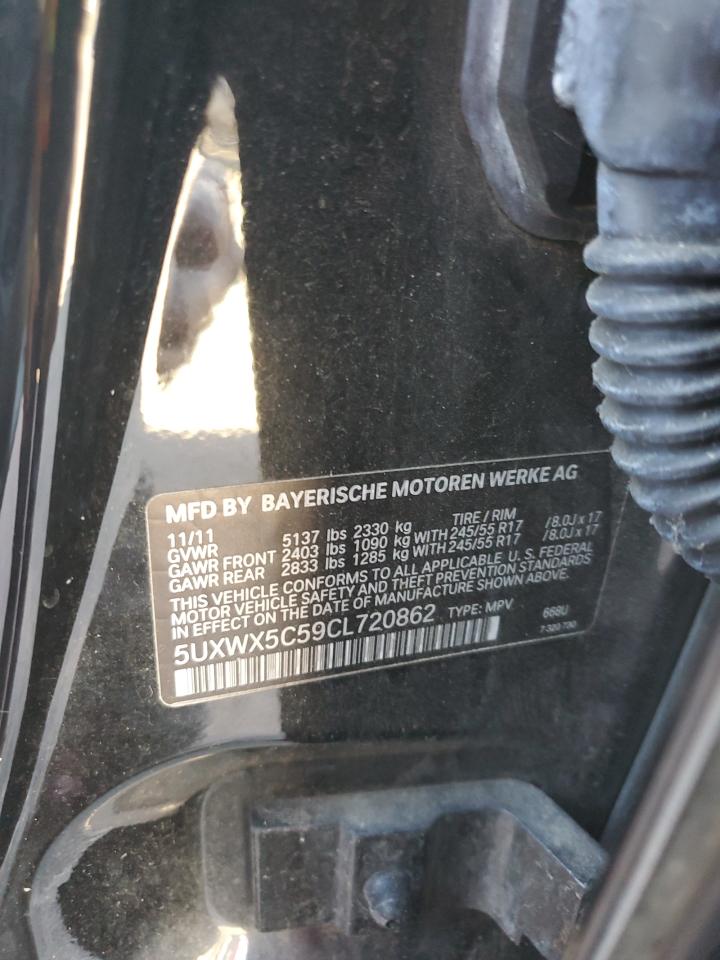 MFD BY BAYERISCHE MOTOREN WERKE AG
11/11 TIRE / RIM
GVWR 5137 lbs 2330 kg
GAWR FRONT 2403 lbs 1090 kg WITH 245/55 R17 /8.0J x 17
GAWR REAR 2833 lbs 1285 kg WITH 245/55 R17 /8.0J x 17
THIS VEHICLE CONFORMS TO ALL APPLICABLE U. S. FEDERAL
MOTOR VEHICLE SAFETY AND THEFT PREVENTION STANDARDS
IN EFFECT ON THE DATE OF MANUFACTURE SHOWN ABOVE.
5UXWX5C59CL720862 TYPE: MPV 668U
7-320 730